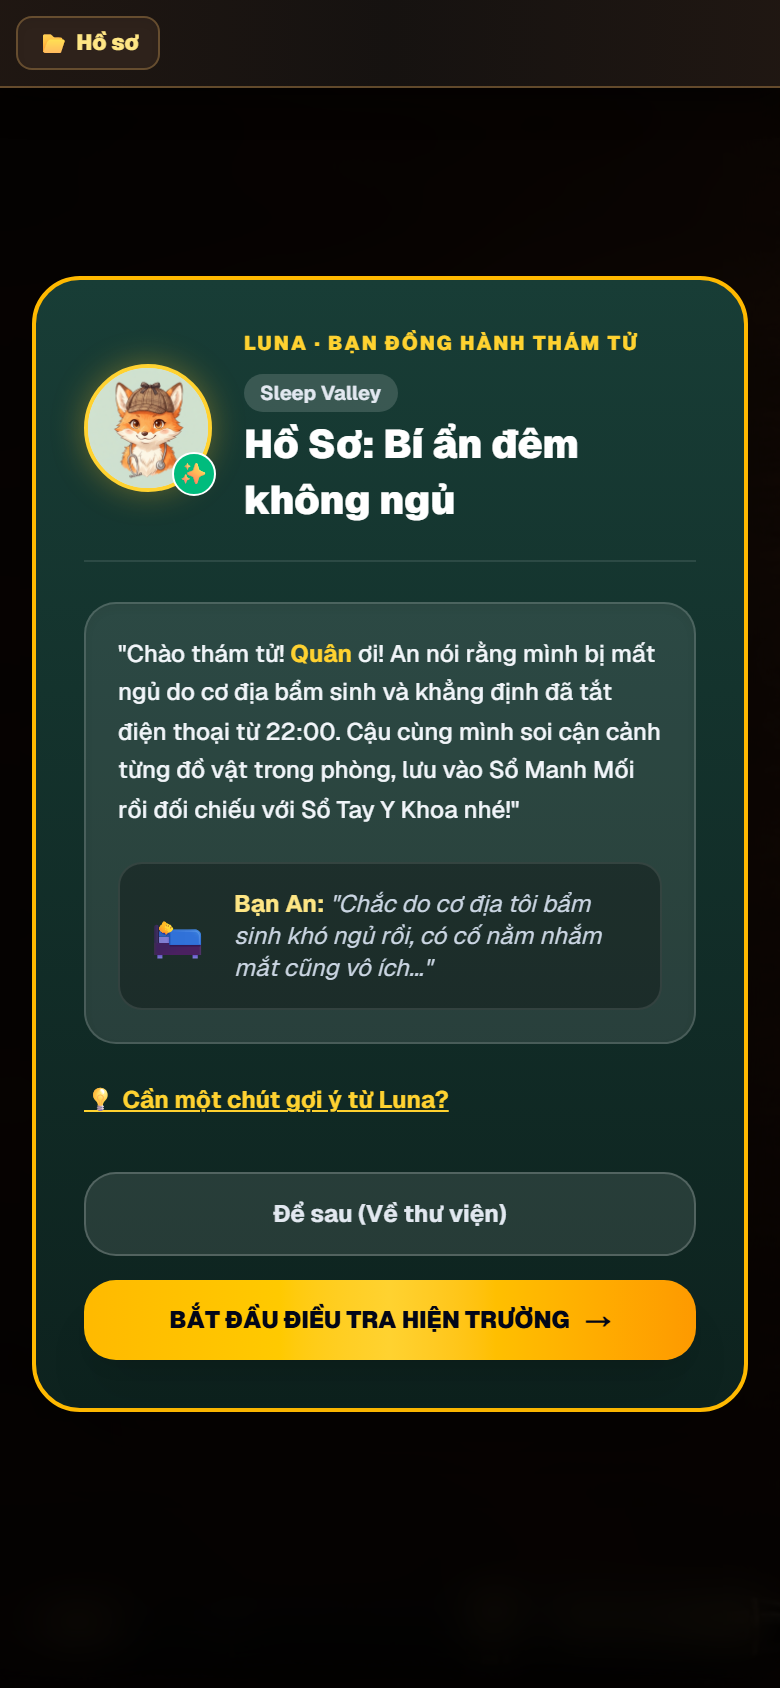 Hồ sơ
LUNA · BẠN ĐỒNG HÀNH THÁM TỬ
Sleep Valley
Hồ Sơ: Bí ẩn đêm
không ngủ
"Chào thám tử! Quân ơi! An nói rằng mình bị mất
ngủ do cơ địa bẩm sinh và khẳng định đã tắt
điện thoại từ 22:00. Cậu cùng mình soi cận cảnh
từng đồ vật trong phòng, lưu vào Sổ Manh Mối
rồi đối chiếu với Sổ Tay Y Khoa nhé!"
Bạn An: "Chắc do cơ địa tôi bẩm
sinh khó ngủ rồi, có cố nằm nhắm
mắt cũng vô ích..."
Cần một chút gợi ý từ Luna?
Để sau (Về thư viện)
BẮT ĐẦU ĐIỀU TRA HIỆN TRƯỜNG →